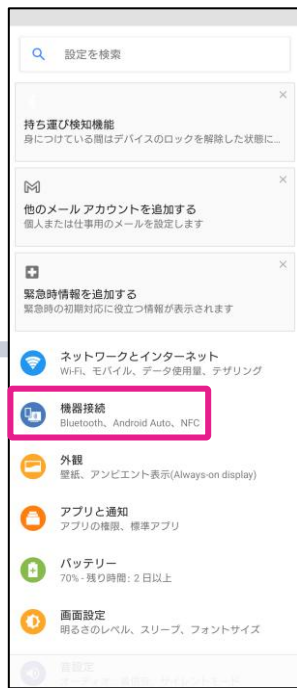 設定を検索
持ち運び検知機能
身につけている間はデバイスのロックを解除した状態に...
他のメール アカウントを追加する
個人または仕事用のメールを設定します
緊急時情報を追加する
緊急時の初期対応に役立つ情報が表示されます
ネットワークとインターネット
Wi-Fi、モバイル、データ使用量、テザリング
機器接続
Bluetooth、Android Auto、NFC
外観
壁紙、アンビエント表示(Always-on display)
アプリと通知
アプリの権限、標準アプリ
バッテリー
70% - 残り時間: 2 日以上
画面設定
明るさのレベル、スリープ、フォントサイズ
音設定